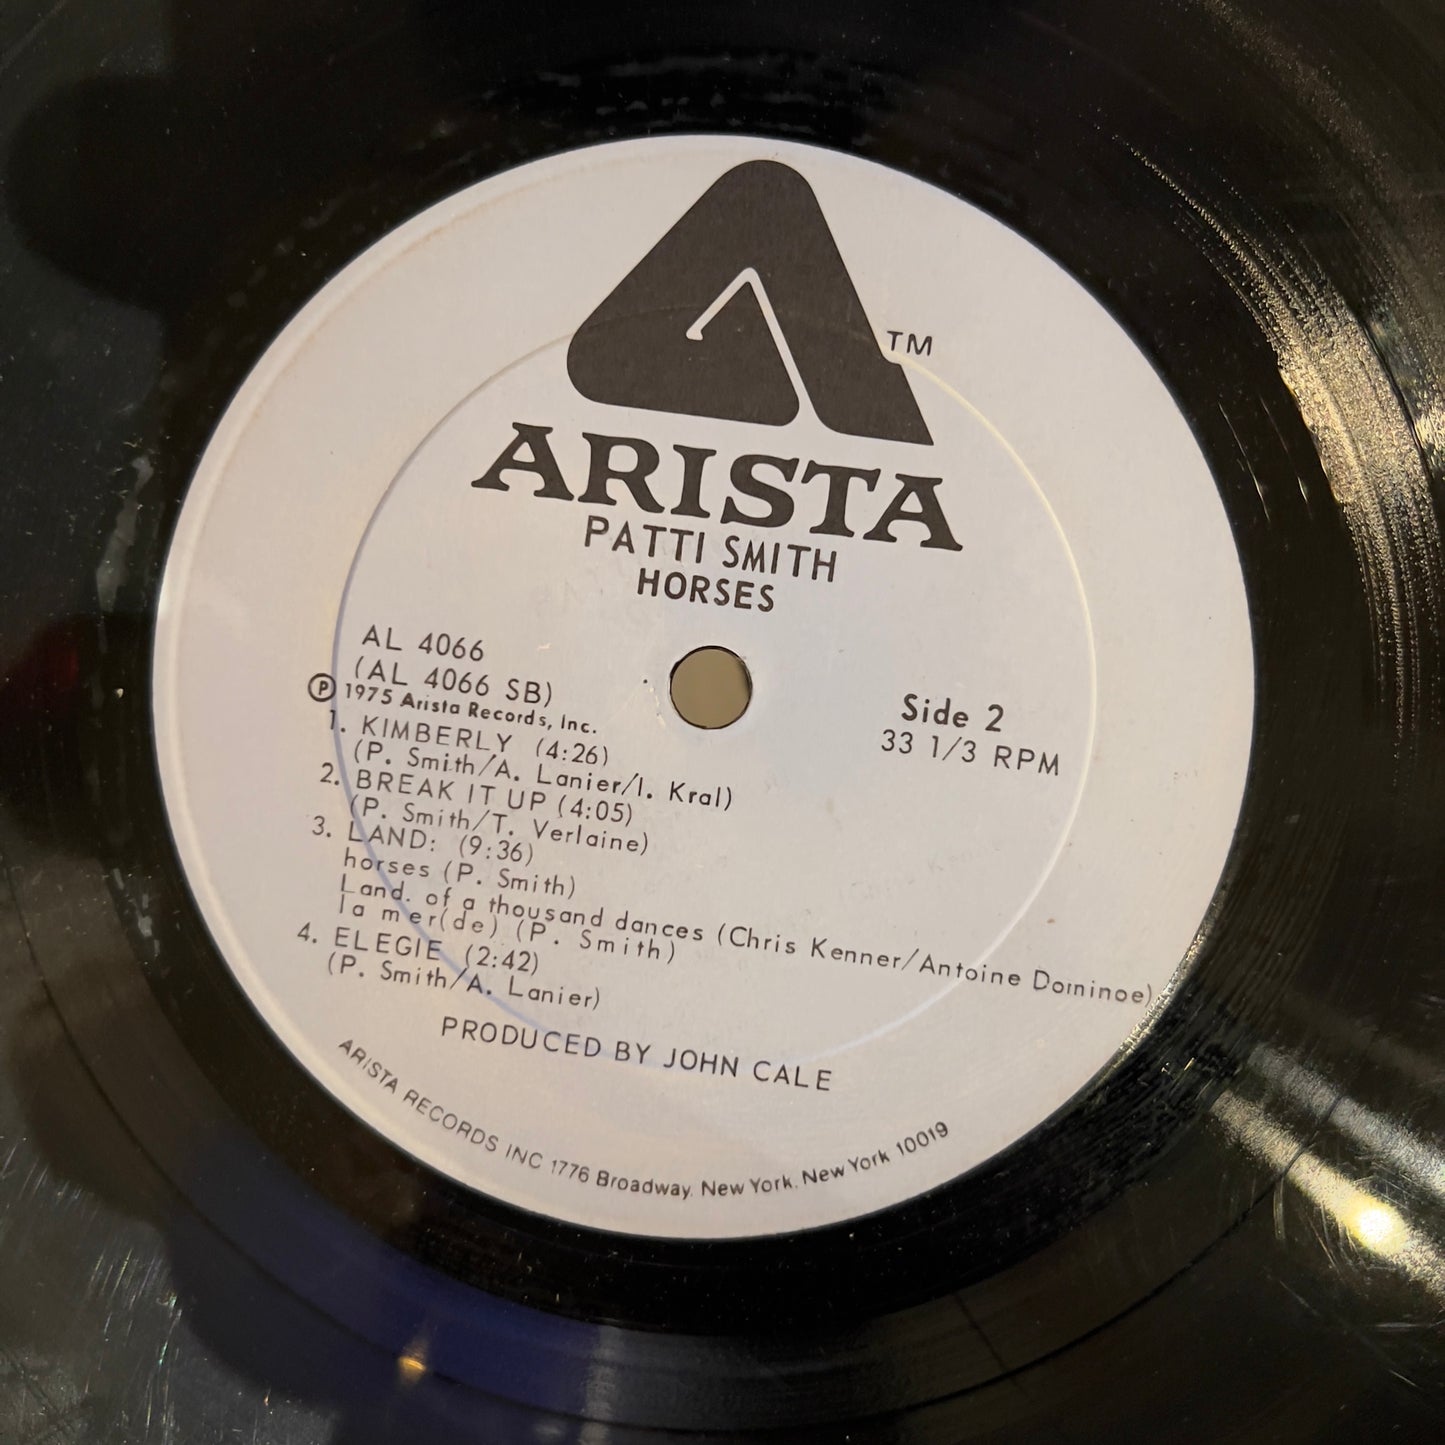 TM
ARISTA
PATTI SMITH
HORSES
AL 4066
(AL 4066 SB)
Ⓟ 1975 Arista Records, Inc.
Side 2
33 1/3 RPM
1. KIMBERLY (4:26)
(P. Smith/A. Lanier/I. Kral)
2. BREAK IT UP (4:05)
(P. Smith/T. Verlaine)
3. LAND: (9:36)
horses (P. Smith)
Land. of a thousand dances (Chris Kenner/Antoine Dominoe)
la mer(de) (P. Smith)
4. ELEGIE (2:42)
(P. Smith/A. Lanier)
PRODUCED BY JOHN CALE
ARISTA RECORDS INC 1776 Broadway. New York. New York 10019